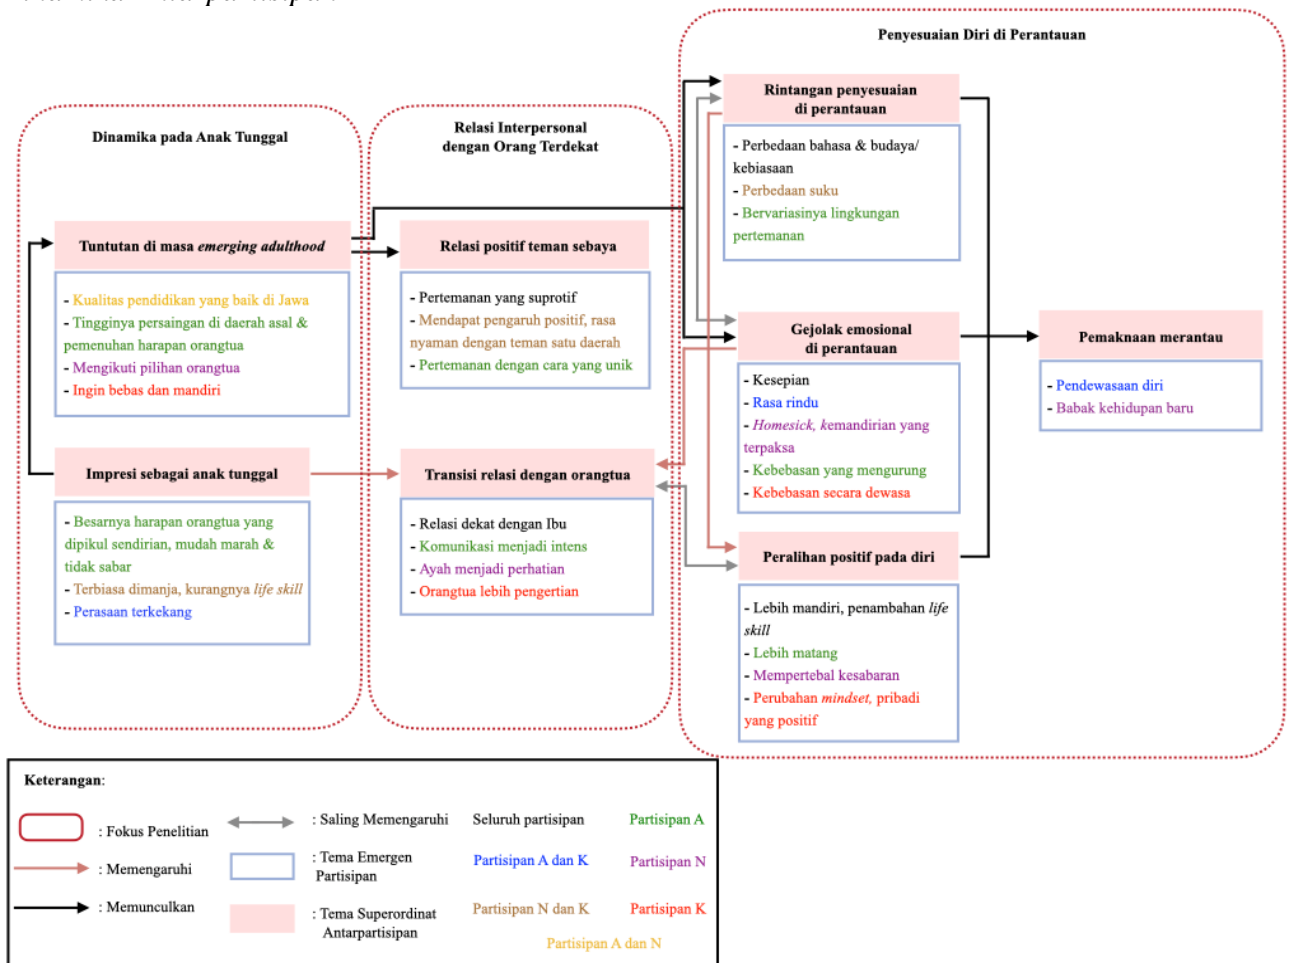 Penyesuaian Diri di Perantauan
Dinamika pada Anak Tunggal
Relasi Interpersonal
dengan Orang Terdekat
Tuntutan di masa emerging adulthood
- Kualitas pendidikan yang baik di Jawa
- Tingginya persaingan di daerah asal &
pemenuhan harapan orangtua
- Mengikuti pilihan orangtua
- Ingin bebas dan mandiri
Impresi sebagai anak tunggal
- Besarnya harapan orangtua yang
dipikul sendirian, mudah marah &
tidak sabar
- Terbiasa dimanja, kurangnya life skill
- Perasaan terkekang
Relasi positif teman sebaya
- Pertemanan yang suprotif
- Mendapat pengaruh positif, rasa
nyaman dengan teman satu daerah
- Pertemanan dengan cara yang unik
Transisi relasi dengan orangtua
- Relasi dekat dengan Ibu
- Komunikasi menjadi intens
- Ayah menjadi perhatian
- Orangtua lebih pengertian
Rintangan penyesuaian
di perantauan
- Perbedaan bahasa & budaya/
kebiasaan
- Perbedaan suku
- Bervariasinya lingkungan
pertemanan
Gejolak emosional
di perantauan
- Kesepian
- Rasa rindu
- Homesick, kemandirian yang
terpaksa
- Kebebasan yang mengurung
- Kebebasan secara dewasa
Peralihan positif pada diri
- Lebih mandiri, penambahan life
skill
- Lebih matang
- Mempertebal kesabaran
- Perubahan mindset, pribadi
yang positif
Pemaknaan merantau
- Pendewasaan diri
- Babak kehidupan baru
Keterangan:
: Fokus Penelitian
: Memengaruhi
: Memunculkan
: Saling Memengaruhi
: Tema Emergen
Partisipan
: Tema Superordinat
Antarpartisipan
Seluruh partisipan
Partisipan A
Partisipan A dan K
Partisipan N
Partisipan N dan K
Partisipan K
Partisipan A dan N